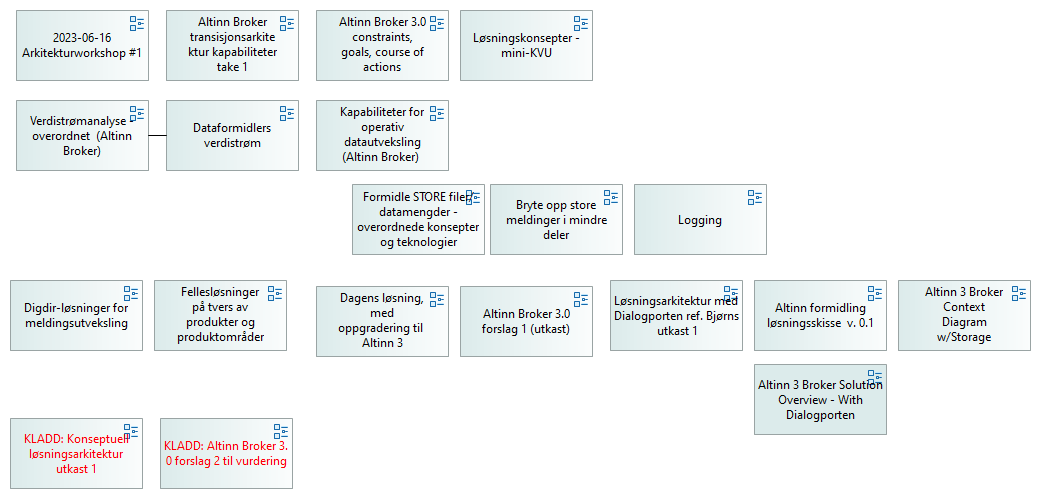 2023-06-16
Arkitekturworkshop #1
Altinn Broker
transisjonsarkite
ktur kapabiliteter
take 1
Altinn Broker 3.0
constraints,
goals, course of
actions
Løsningskonsepter -
mini-KVU
Verdistrømanalyse -
overordnet  (Altinn
Broker)
Dataformidlers
verdistrøm
Kapabiliteter for
operativ
datautveksling
(Altinn Broker)
Formidle STORE filer/
datamengder -
overordnede konsepter
og teknologier
Bryte opp store
meldinger i mindre
deler
Logging
Digdir-løsninger for
meldingsutveksling
Fellesløsninger
på tvers av
produkter og
produktområder
Dagens løsning,
med
oppgradering til
Altinn 3
Altinn Broker 3.0
forslag 1 (utkast)
Løsningsarkitektur med
Dialogporten ref. Bjørns
utkast 1
Altinn formidling
løsningsskisse  v. 0.1
Altinn 3 Broker
Context
Diagram
w/Storage
Altinn 3 Broker Solution
Overview - With
Dialogporten
KLADD: Konseptuell
løsningsarkitektur
utkast 1
KLADD: Altinn Broker 3.
0 forslag 2 til vurdering